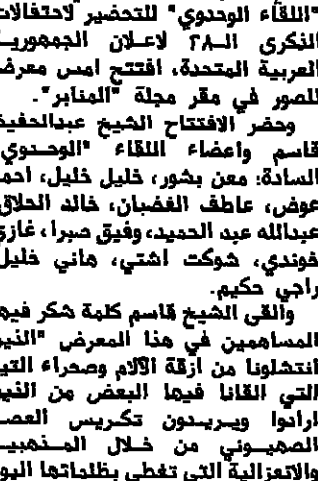 "اللقاء الوحدوي" للتحضير لاحتفالات
الذكرى الـ٢٨ لاعلان الجمهورية
العربية المتحدة، افتتح امس معرض
للصور في مقر مجلة "المنابر".
وحضر الافتتاح الشيخ عبدالحفيظ
قاسم واعضاء اللقاء "الوحدوي"
السادة: معن بشور، خليل خليل، احمد
عوض، عاطف الغضبان، خالد الحلاق،
عبدالله عبد الحميد، وفيق صبرا، غازي
قوندي، شوكت اشتي، هاني خليل
راجي حكيم.
والقى الشيخ قاسم كلمة شكر فيها
المساهمين في هذا المعرض "الذين
انتشلونا من ازقة الآلام وصحراء التيه
التي القانا فيها البعض من الذين
ارادوا ويريدون تكريس العصر
الصهيوني من خلال المذهبية
والانعزالية التي تغطي بظلماتها اليوم